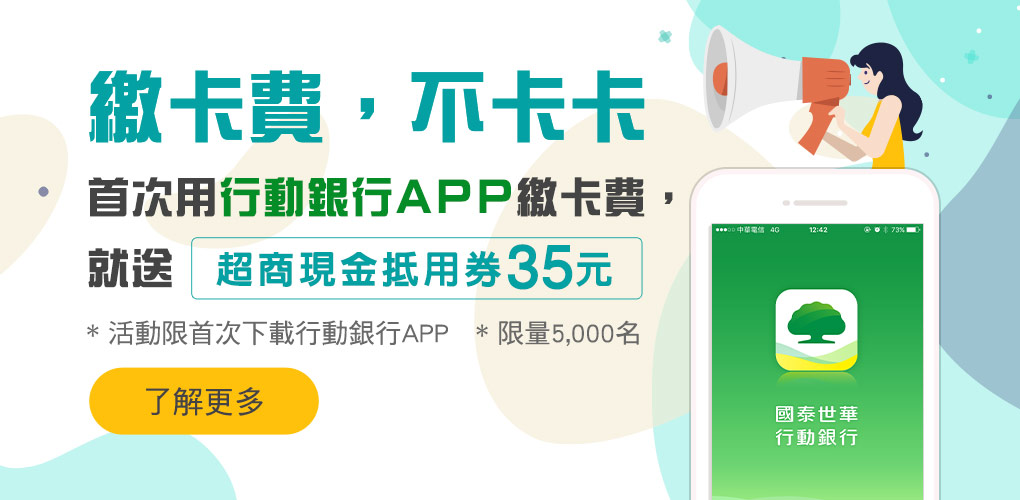 繳卡費，不卡卡
首次用行動銀行APP繳卡費，
就送 超商現金抵用券35元
* 活動限首次下載行動銀行APP * 限量5,000名
了解更多
中華電信 4G 12:42 73%
國泰世華
行動銀行